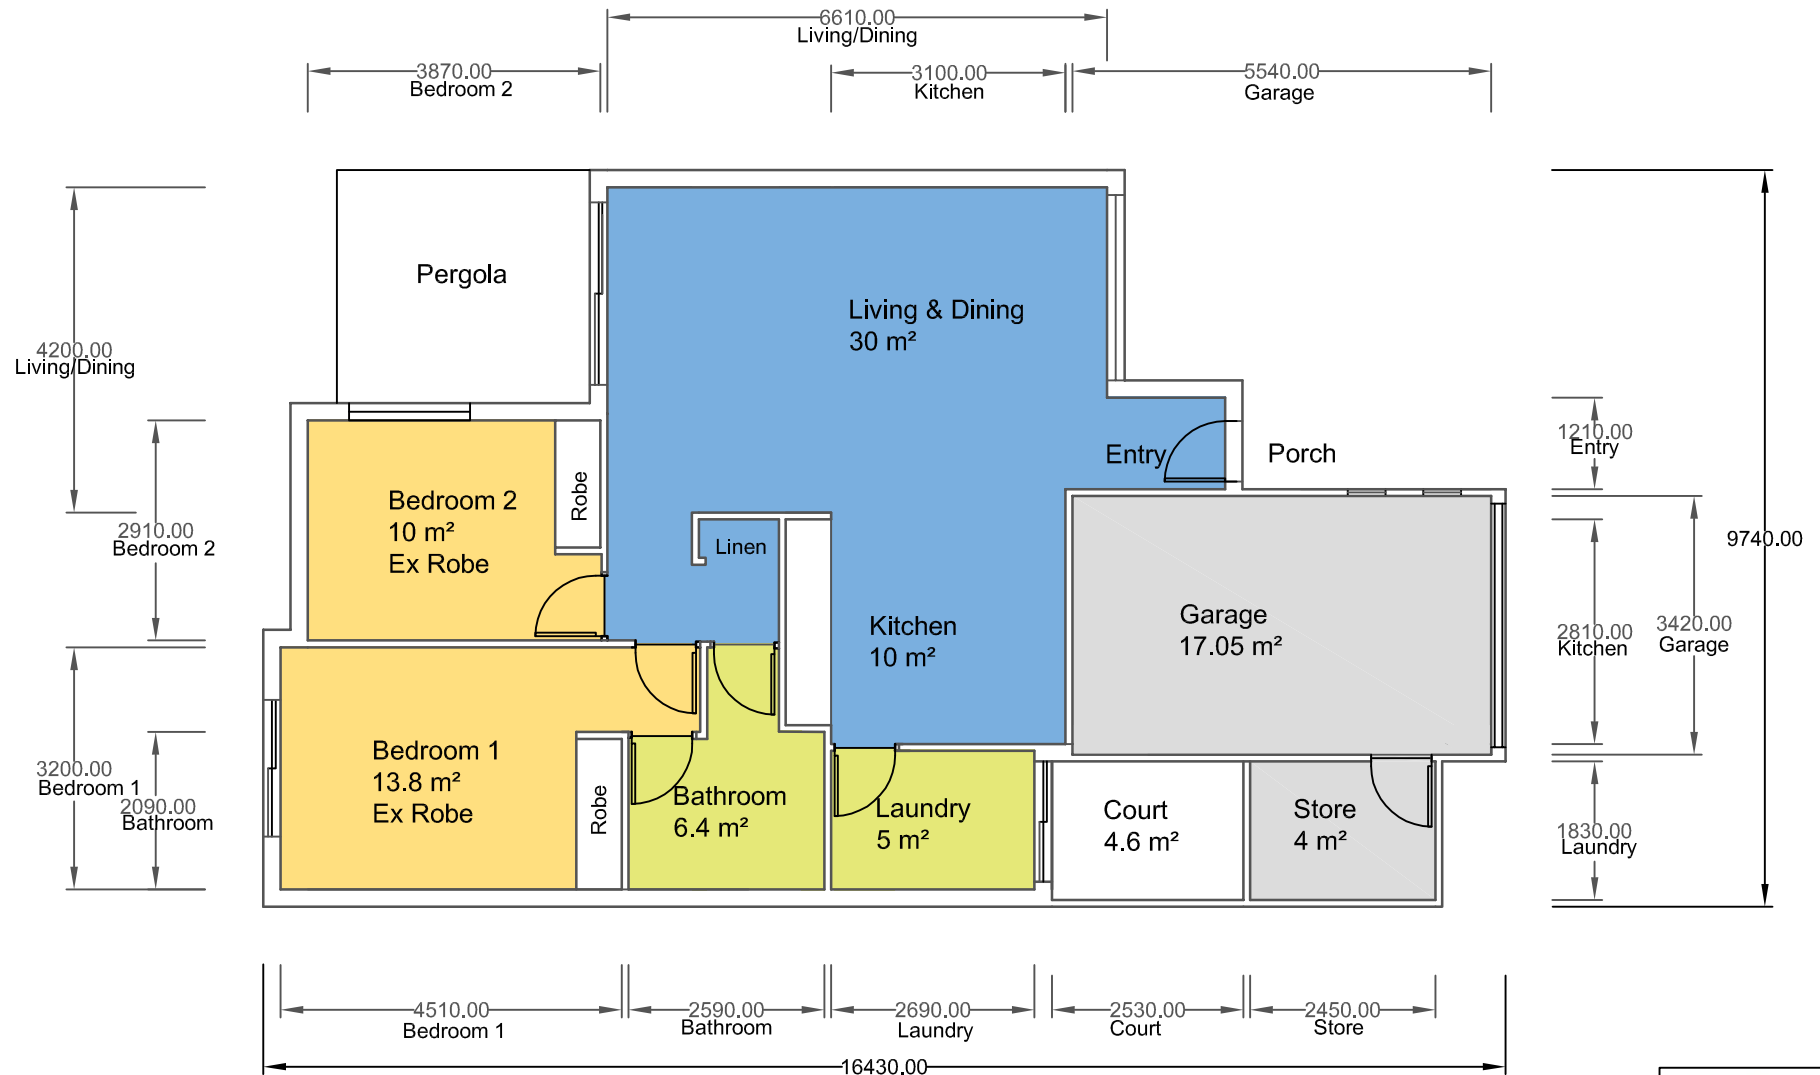 6610.00
Living/Dining
3870.00
Bedroom 2
3100.00
Kitchen
5540.00
Garage
Pergola
Living & Dining
30 m²
4200.00
Living/Dining
1210.00
Entry
Entry
Porch
Bedroom 2
10 m²
Ex Robe
Robe
2910.00
Bedroom 2
Linen
9740.00
Garage
17.05 m²
Kitchen
10 m²
2810.00
Kitchen
3420.00
Garage
Bedroom 1
13.8 m²
Ex Robe
Robe
3200.00
Bedroom 1
2090.00
Bathroom
Bathroom
6.4 m²
Laundry
5 m²
Court
4.6 m²
Store
4 m²
1830.00
Laundry
4510.00
Bedroom 1
2590.00
Bathroom
2690.00
Laundry
2530.00
Court
2450.00
Store
16430.00